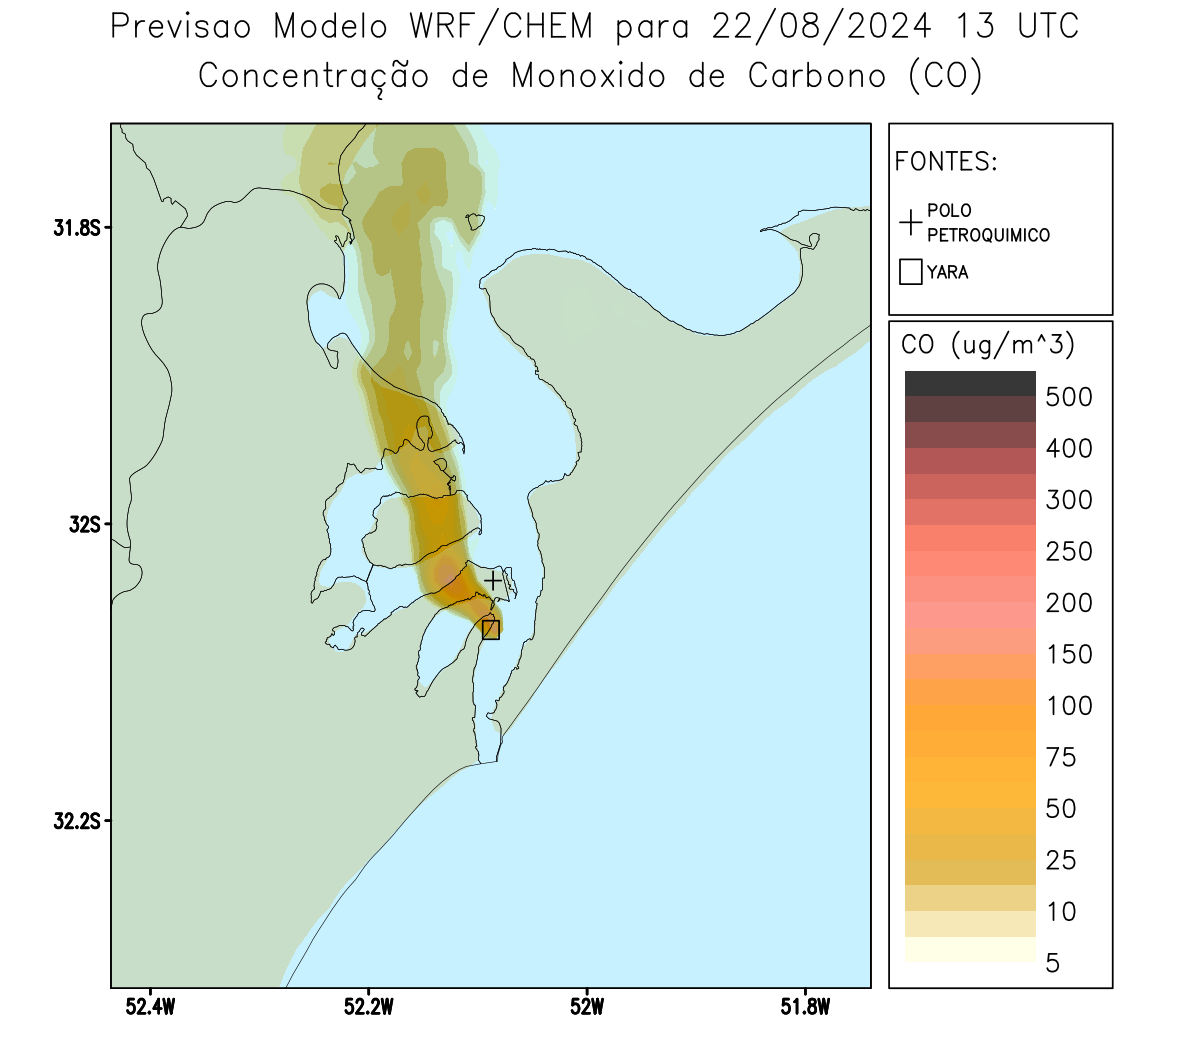 Previsao Modelo WRF/CHEM para 22/08/2024 13 UTC
Concentração de Monoxido de Carbono (CO)
FONTES:
POLO
PETROQUIMICO
YARA
CO (ug/m^3)
500
400
300
250
200
150
100
75
50
25
10
5
31.8S
32S
32.2S
52.4W
52.2W
52W
51.8W